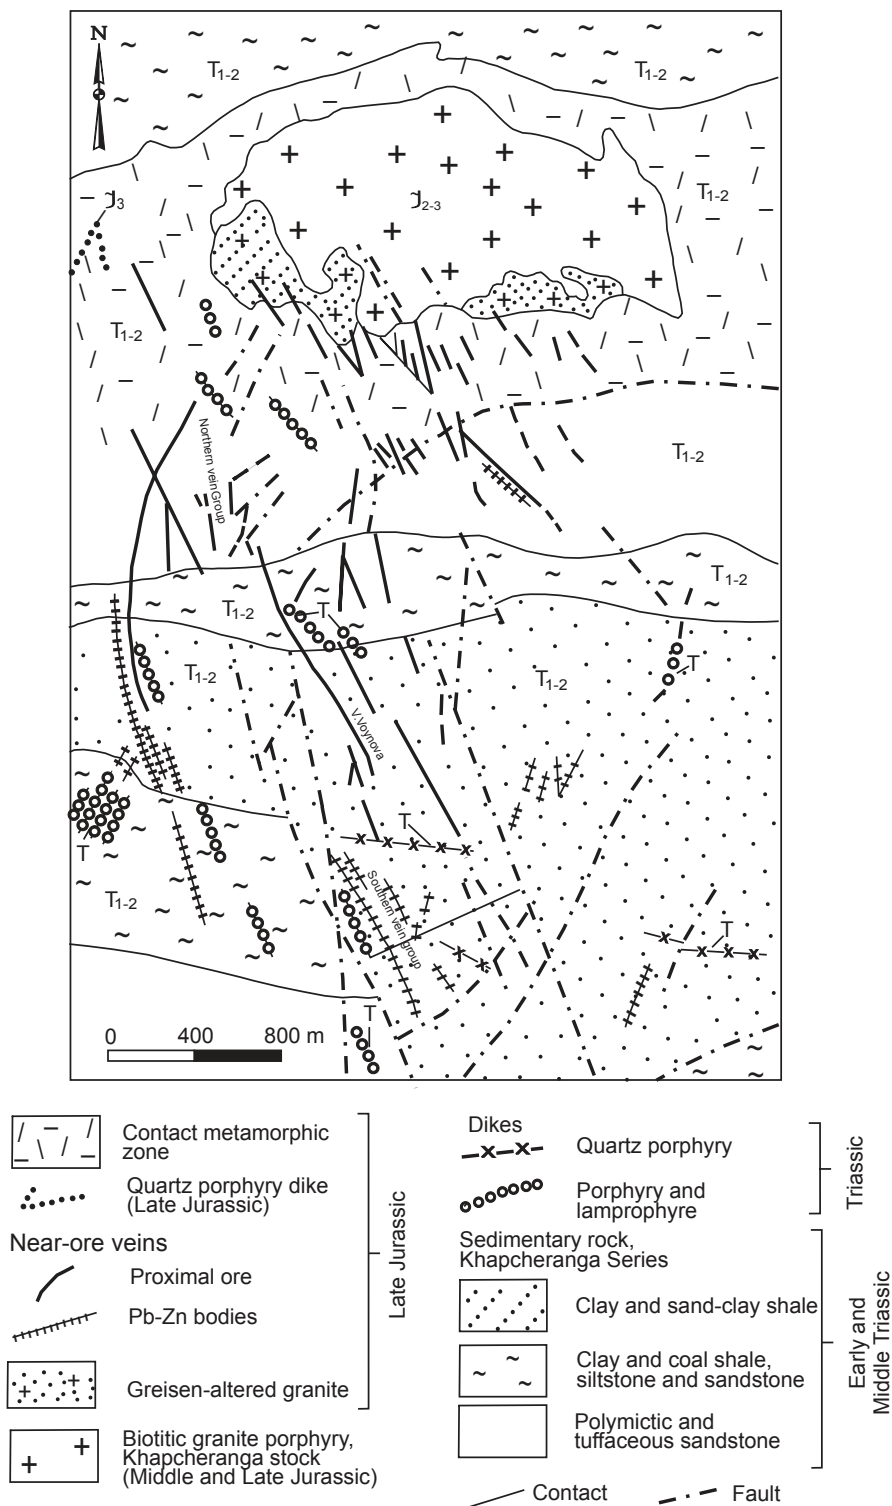 N
T1-2
T1-2
J3
J2-3
T1-2
T1-2
Northern vein Group
T1-2
T1-2
T1-2
T
T1-2
T1-2
T
V.Voynova
T
T
T1-2
Southern vein group
T
T
0 400 800 m
Contact metamorphic
zone
Quartz porphyry dike
(Late Jurassic)
Near-ore veins
Proximal ore
Pb-Zn bodies
Greisen-altered granite
Late Jurassic
Biotitic granite porphyry,
Khapcheranga stock
(Middle and Late Jurassic)
Dikes
Quartz porphyry
Porphyry and
lamprophyre
Triassic
Sedimentary rock,
Khapcheranga Series
Clay and sand-clay shale
Clay and coal shale,
siltstone and sandstone
Polymictic and
tuffaceous sandstone
Early and
Middle Triassic
Contact
Fault